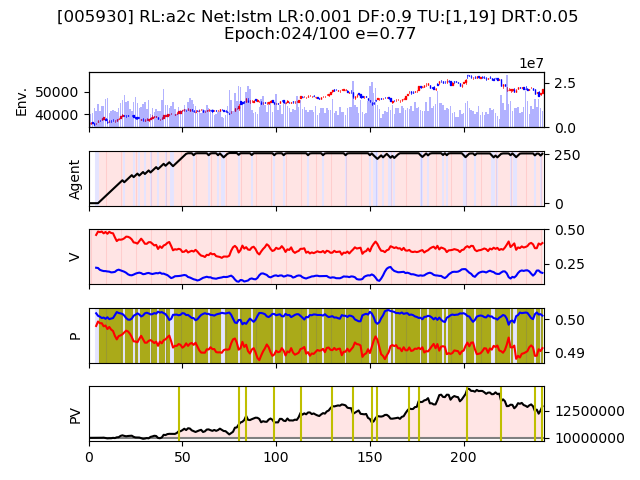 [005930] RL:a2c Net:lstm LR:0.001 DF:0.9 TU:[1,19] DRT:0.05
Epoch:024/100 e=0.77
1e7
Env.
50000
40000
2.5
0.0
Agent
250
0
V
0.50
0.25
P
0.50
0.49
PV
12500000
10000000
0 50 100 150 200